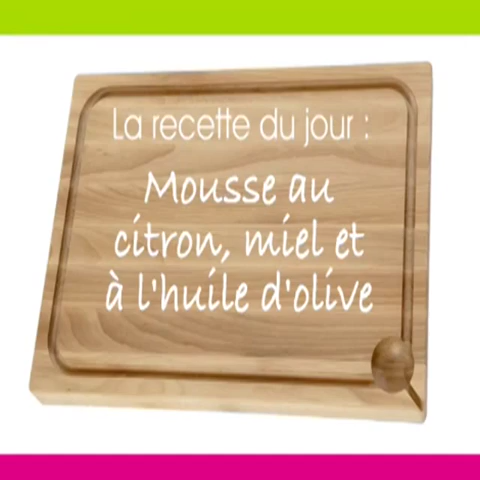 La recette du jour :
Mousse au
citron, miel et
à l'huile d'olive